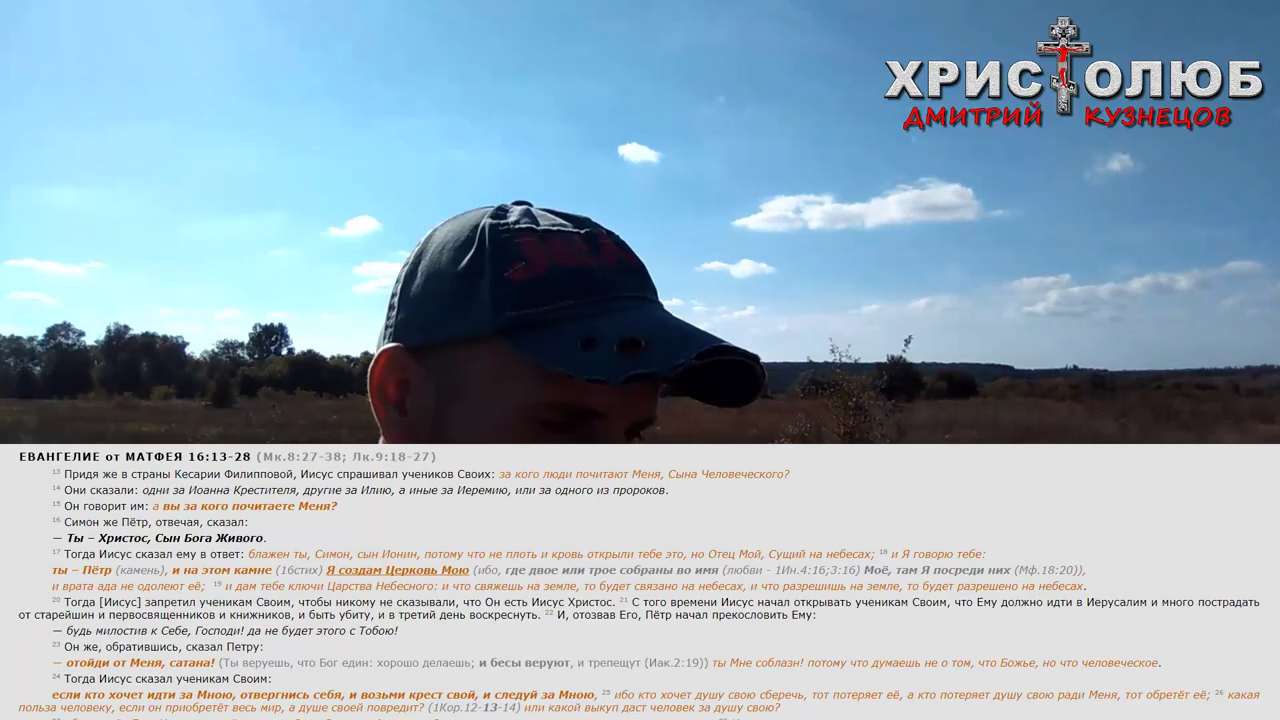 ХРИСТОЛЮБ
ДМИТРИЙ КУЗНЕЦОВ
ЕВАНГЕЛИЕ от МАТФЕЯ 16:13-28 (Мк.8:27-38; Лк.9:18-27)
13 Придя же в страны Кесарии Филипповой, Иисус спрашивал учеников Своих: за кого люди почитают Меня, Сына Человеческого?
14 Они сказали: одни за Иоанна Крестителя, другие за Илию, а иные за Иеремию, или за одного из пророков.
15 Он говорит им: а вы за кого почитаете Меня?
16 Симон же Пётр, отвечая, сказал:
— Ты – Христос, Сын Бога Живого.
17 Тогда Иисус сказал ему в ответ: блажен ты, Симон, сын Ионин, потому что не плоть и кровь открыли тебе это, но Отец Мой, Сущий на небесах; 18 и Я говорю тебе:
ты – Пётр (камень), и на этом камне (16стих) Я создам Церковь Мою (ибо, где двое или трое собраны во имя (любви - 1Ин.4:16;3:16) Моё, там Я посреди них (Мф.18:20)),
и врата ада не одолеют её; 19 и дам тебе ключи Царства Небесного: и что свяжешь на земле, то будет связано на небесах, и что разрешишь на земле, то будет разрешено на небесах.
20 Тогда [Иисус] запретил ученикам Своим, чтобы никому не сказывали, что Он есть Иисус Христос. 21 С того времени Иисус начал открывать ученикам Своим, что Ему должно идти в Иерусалим и много пострадать
от старейшин и первосвященников и книжников, и быть убиту, и в третий день воскреснуть. 22 И, отозвав Его, Пётр начал прекословить Ему:
— будь милостив к Себе, Господи! да не будет этого с Тобою!
23 Он же, обратившись, сказал Петру:
— отойди от Меня, сатана! (Ты веруешь, что Бог един: хорошо делаешь; и бесы веруют, и трепещут (Иак.2:19)) ты Мне соблазн! потому что думаешь не о том, что Божье, но что человеческое.
24 Тогда Иисус сказал ученикам Своим:
если кто хочет идти за Мною, отвергнись себя, и возьми крест свой, и следуй за Мною, 25 ибо кто хочет душу свою сберечь, тот потеряет её, а кто потеряет душу свою ради Меня, тот обретёт её; 26 какая
польза человеку, если он приобретёт весь мир, а душе своей повредит? (1Кор.12-13-14) или какой выкуп даст человек за душу свою?